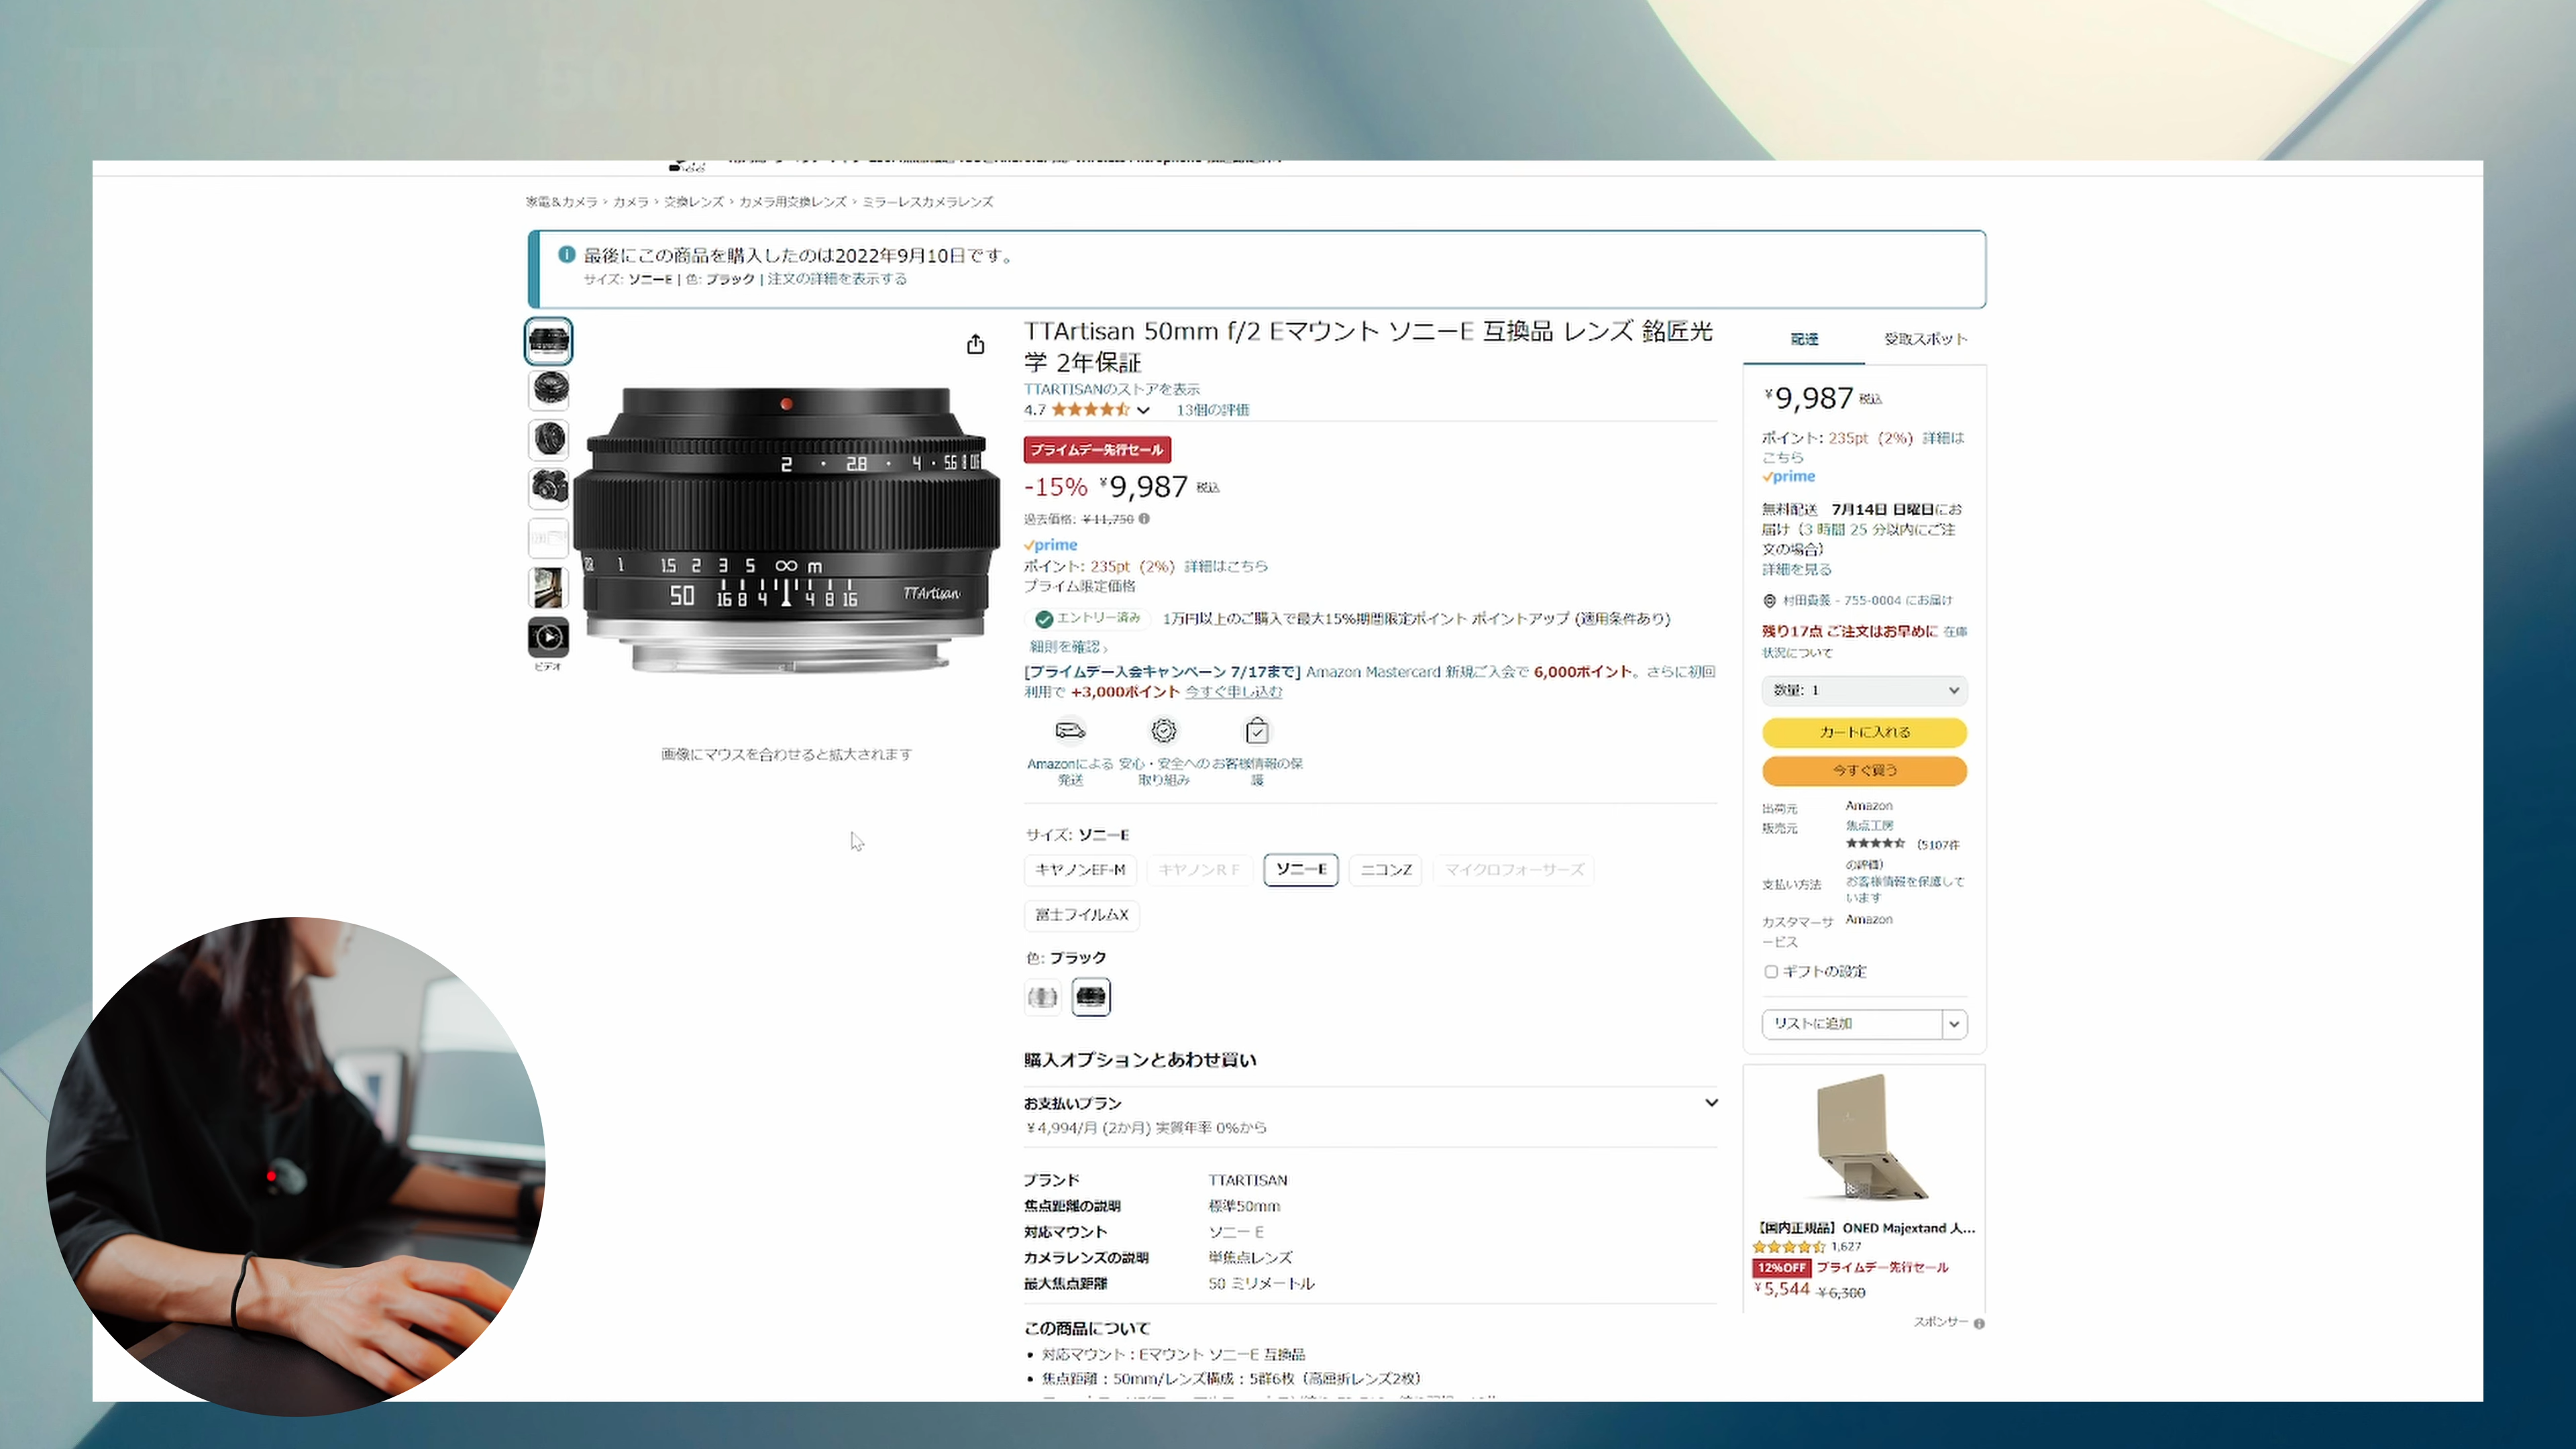 家電＆カメラ › カメラ › 交換レンズ › カメラ用交換レンズ › ミラーレスカメラレンズ
最後にこの商品を購入したのは2022年9月10日です。
サイズ: ソニーE | 色: ブラック | 注文の詳細を表示する
ビデオ
2 · 2.8 · 4 · 5.6 8
1 1.5 2 3 5 ∞ m
50 16 8 4 4 8 16 TTArtisan
画像にマウスを合わせると拡大されます
TTArtisan 50mm f/2 Eマウント ソニーE 互換品 レンズ 銘匠光
学 2年保証
TTARTISANのストアを表示
4.7 13個の評価
プライムデー先行セール
-15% ¥9,987 税込
過去価格: ¥11,750
prime
ポイント: 235pt (2%) 詳細はこちら
プライム限定価格
エントリー済み 1万円以上のご購入で最大15%期間限定ポイント ポイントアップ (適用条件あり)
細則を確認 ›
[プライムデー入会キャンペーン 7/17まで] Amazon Mastercard 新規ご入会で 6,000ポイント。さらに初回
利用で +3,000ポイント 今すぐ申し込む
Amazonによる
発送
安心・安全への
取り組み
お客様情報の保
護
サイズ: ソニーE
キヤノンEF-M キヤノンR F ソニーE ニコンZ マイクロフォーサーズ
富士フイルムX
色: ブラック
購入オプションとあわせ買い
お支払いプラン
¥4,994/月 (2か月) 実質年率 0%から
ブランド TTARTISAN
焦点距離の説明 標準50mm
対応マウント ソニー E
カメラレンズの説明 単焦点レンズ
最大焦点距離 50 ミリメートル
この商品について
• 対応マウント：Eマウント ソニーE 互換品
• 焦点距離：50mm/レンズ構成：5群6枚（高屈折レンズ2枚）
配達 受取スポット
¥9,987 税込
ポイント: 235pt (2%) 詳細は
こちら
prime
無料配送 7月14日 日曜日にお
届け（3 時間 25 分以内にご注
文の場合）
詳細を見る
村田貴義 - 755-0004 にお届け
残り17点 ご注文はお早めに 在庫
状況について
数量: 1
カートに入れる
今すぐ買う
出荷元 Amazon
販売元 焦点工房
(5107件
の評価)
支払い方法 お客様情報を保護して
います
カスタマーサ Amazon
ービス
ギフトの設定
リストに追加
【国内正規品】ONED Majextand 人...
1,627
12%OFF プライムデー先行セール
¥5,544 ¥6,300
スポンサー